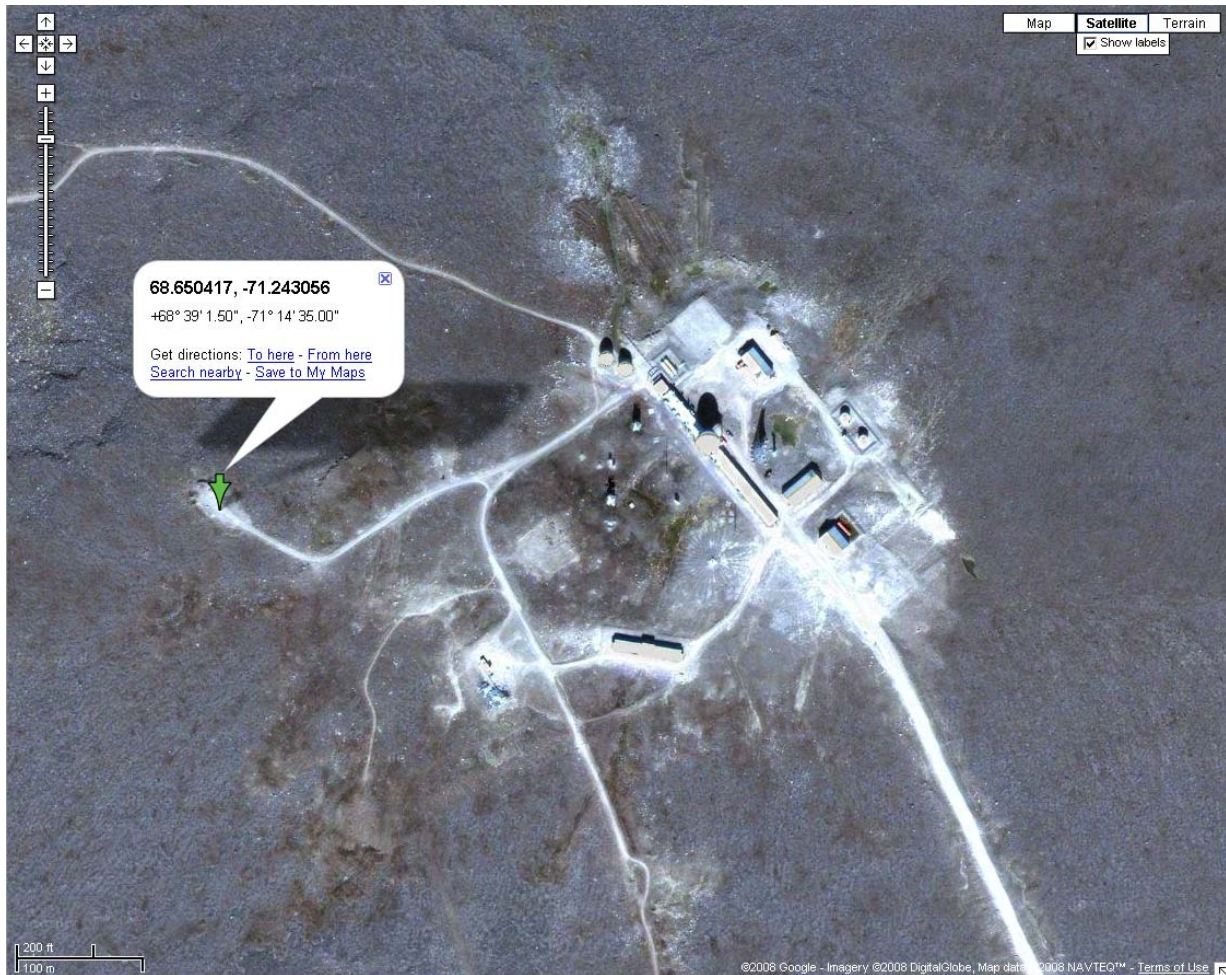 Map Satellite Terrain
Show labels
68.650417, -71.243056
+68° 39' 1.50", -71° 14' 35.00"
Get directions: To here - From here
Search nearby - Save to My Maps
200 ft
100 m
©2008 Google - Imagery ©2008 DigitalGlobe, Map data ©2008 NAVTEQ™ - Terms of Use